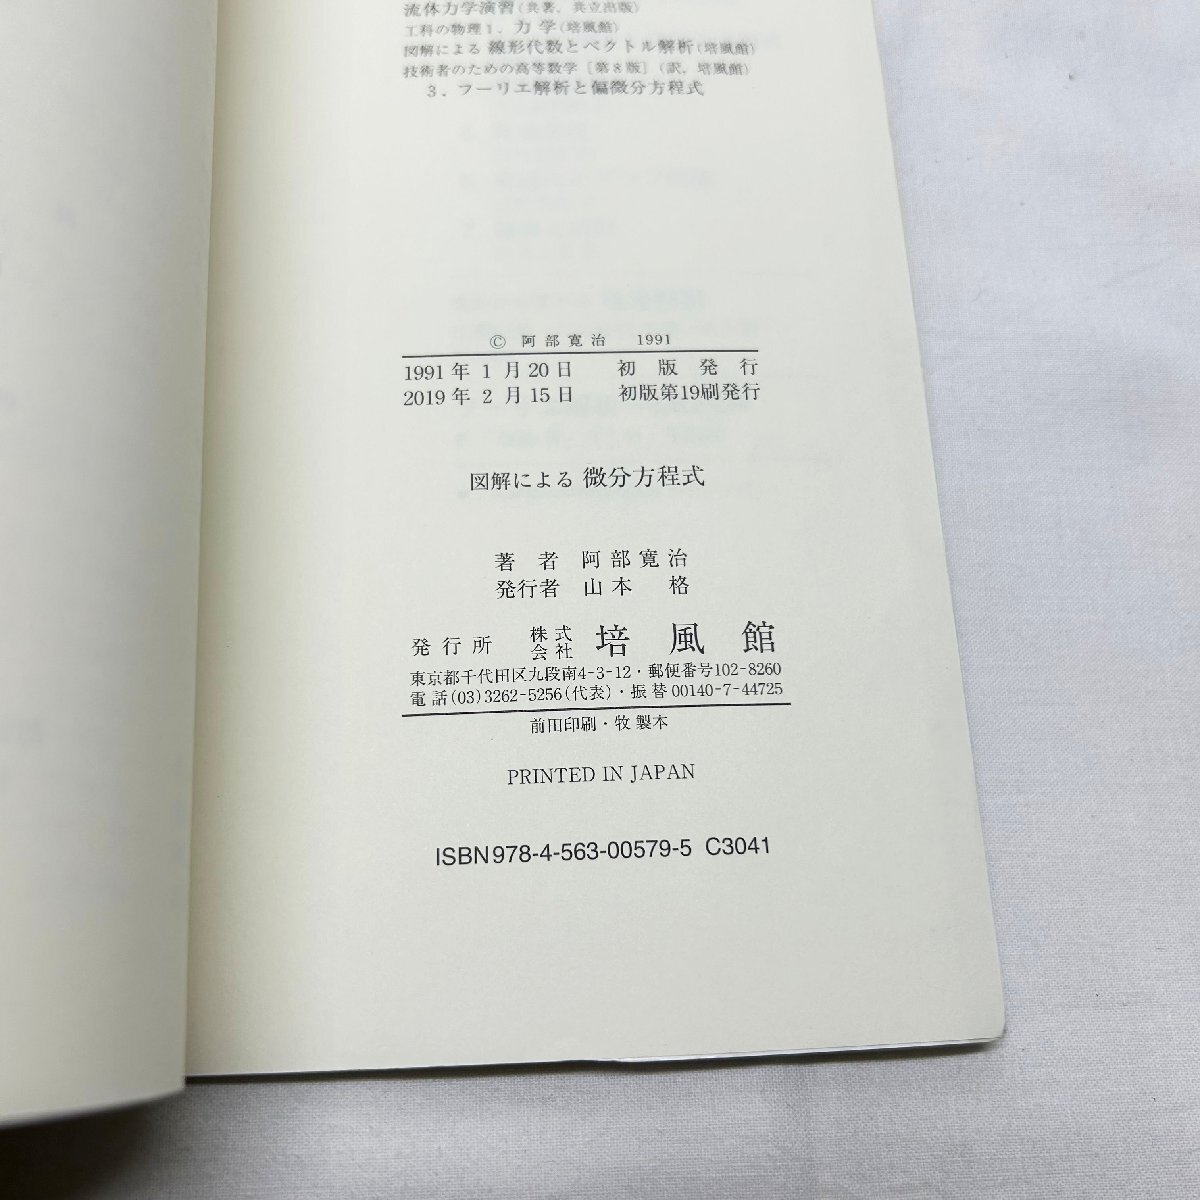 流体力学演習(共著、共立出版)
工科の物理1. 力学(培風館)
図解による 線形代数とベクトル解析(培風館)
技術者のための高等数学［第8版］(訳、培風館)
3. フーリエ解析と偏微分方程式
© 阿部寛治 1991
1991年 1月20日 初版発行
2019年 2月15日 初版第19刷発行
図解による 微分方程式
著者 阿部寛治
発行者 山本 格
発行所 株式会社 培風館
東京都千代田区九段南4-3-12・郵便番号102-8260
電話(03)3262-5256(代表)・振替00140-7-44725
前田印刷・牧 製本
PRINTED IN JAPAN
ISBN978-4-563-00579-5 C3041